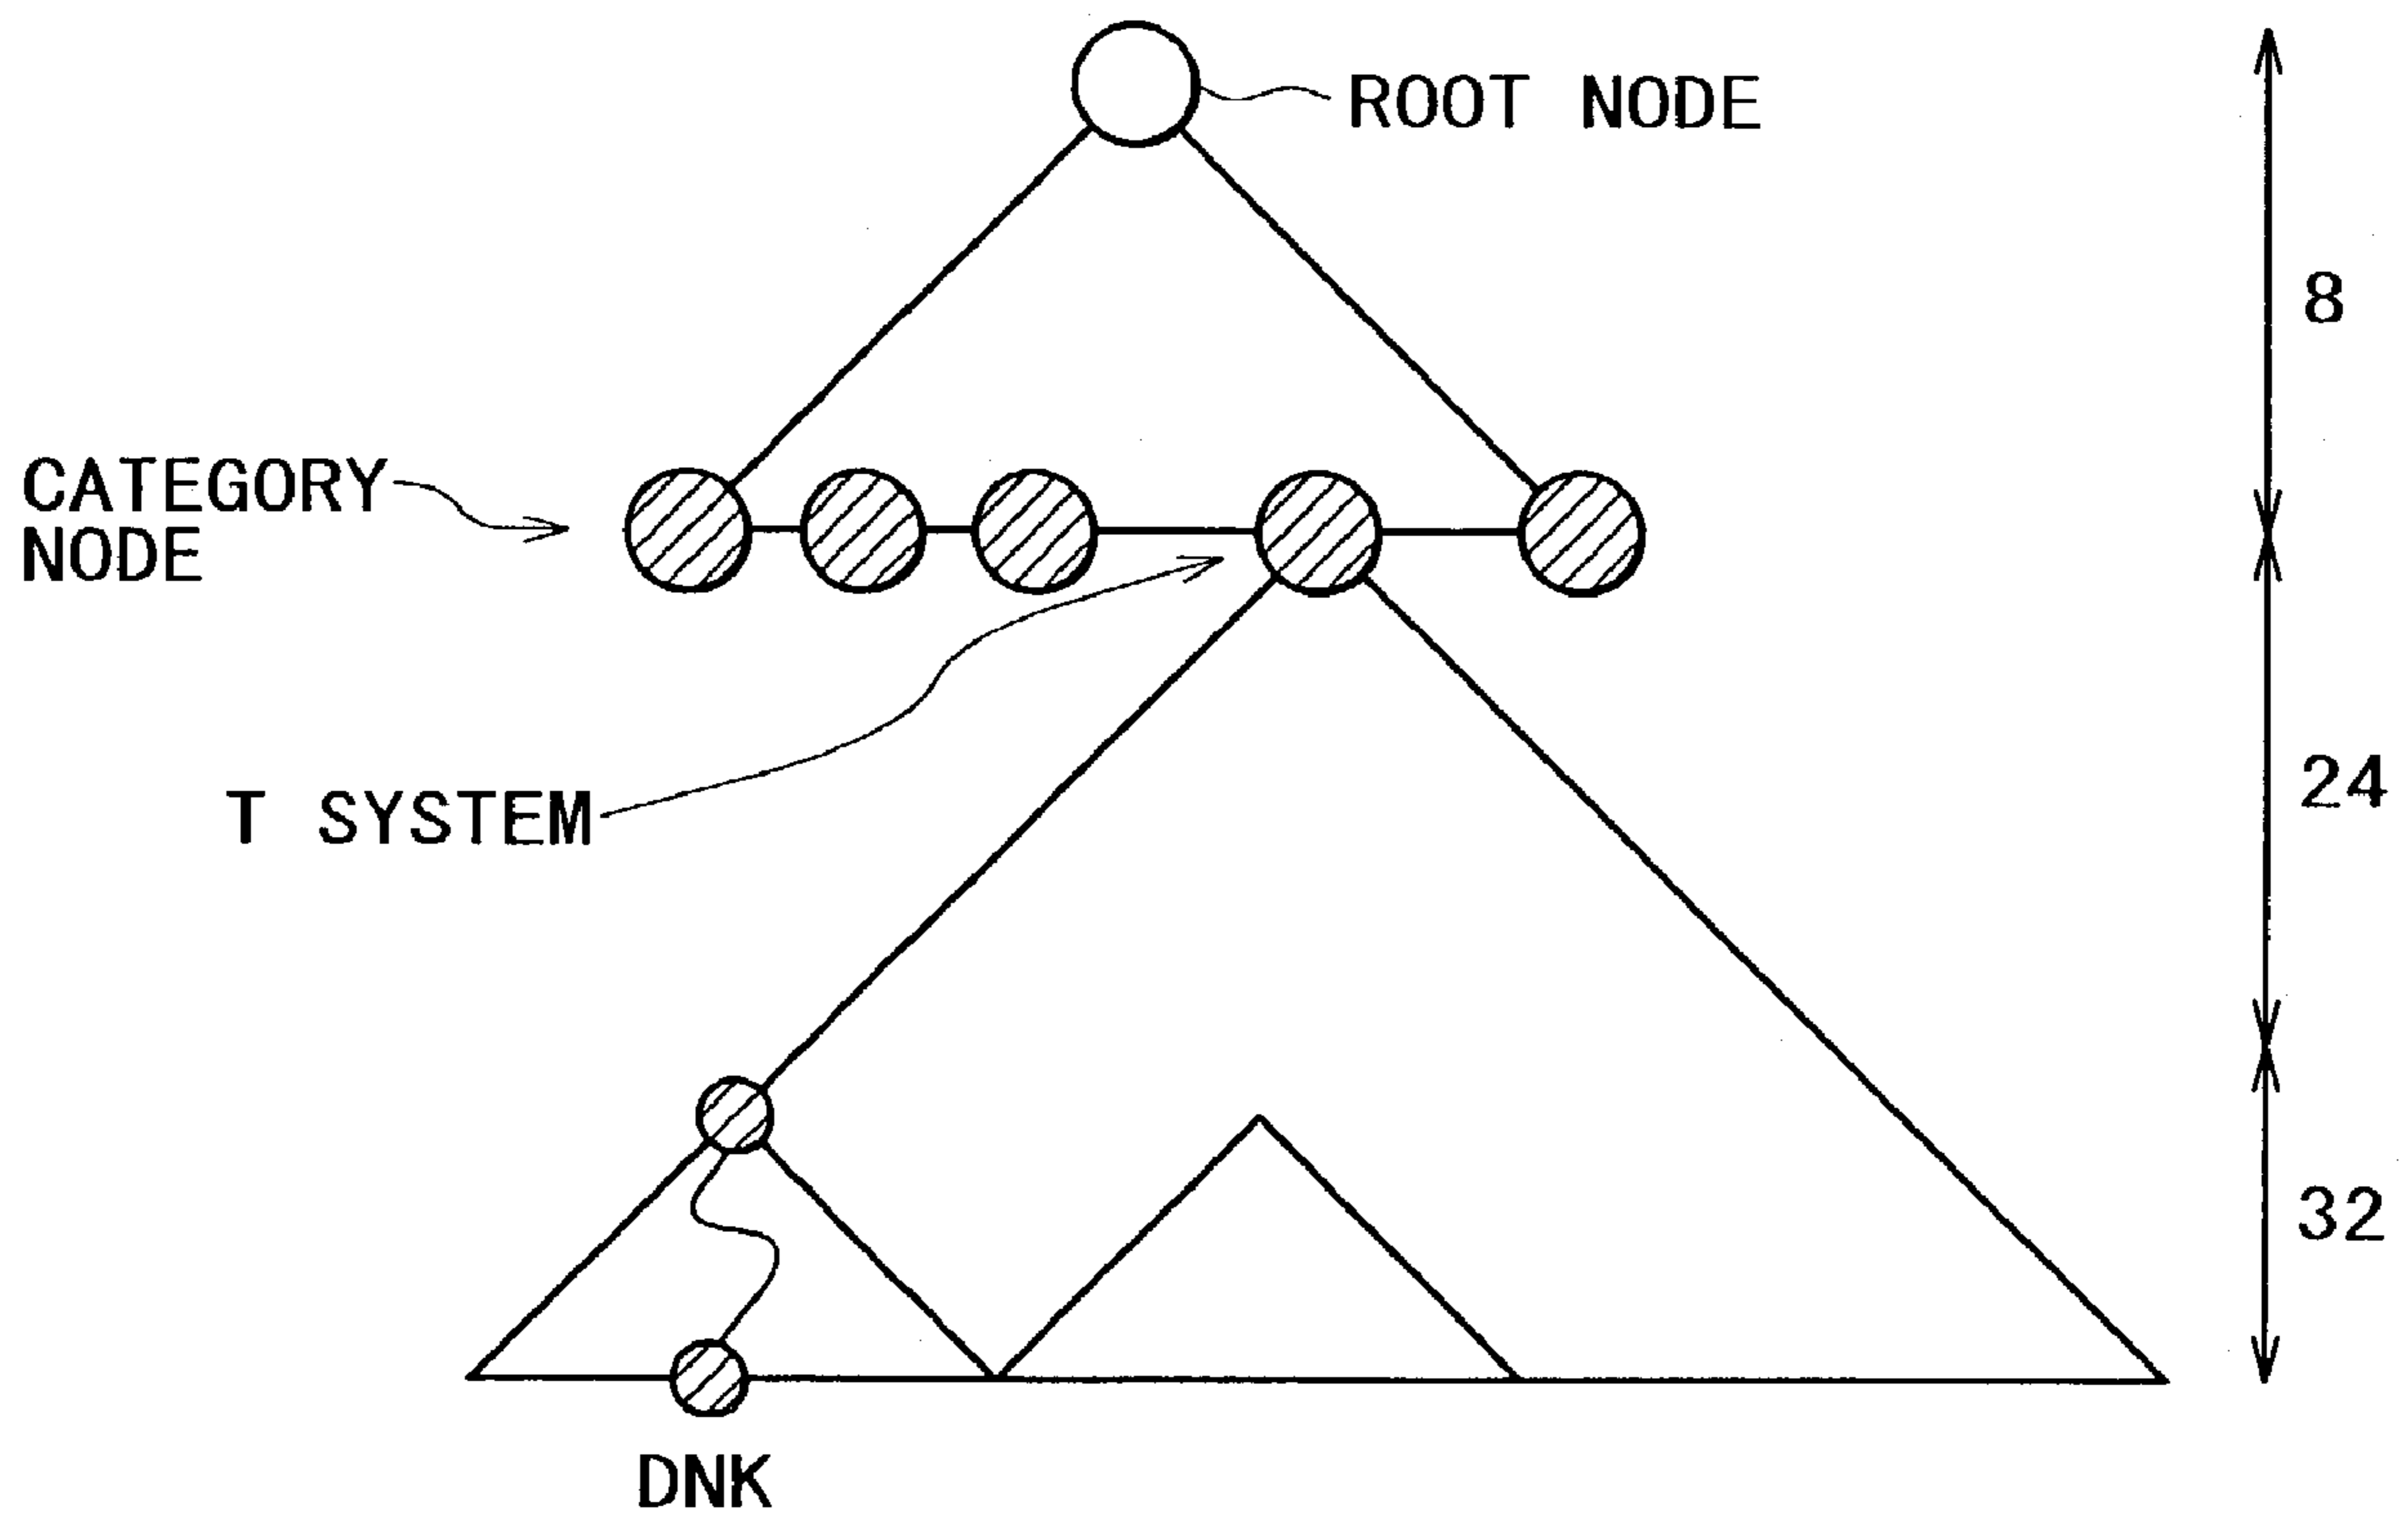 ROOT NODE
8
CATEGORY
NODE
24
T SYSTEM
32
DNK